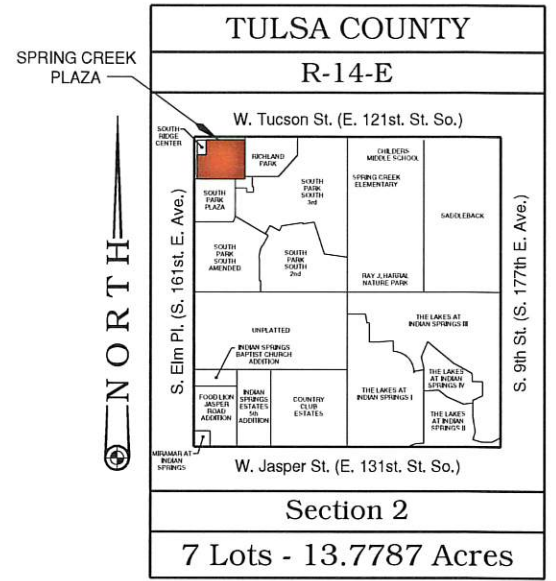 TULSA COUNTY
R-14-E
SPRING CREEK
PLAZA
W. Tucson St. (E. 121st. St. So.)
SOUTH
RIDGE
CENTER
RICHLAND
PARK
CHILDERS
MIDDLE SCHOOL
SPRING CREEK
ELEMENTARY
SOUTH
PARK
SOUTH
3rd
SOUTH
PARK
PLAZA
SADDLEBACK
SOUTH
PARK
SOUTH
AMENDED
SOUTH
PARK
SOUTH
2nd
RAY J. HARRAL
NATURE PARK
S. Elm Pl. (S. 161st. E. Ave.)
S. 9th St. (S. 177th E. Ave.)
NORTH
UNPLATTED
THE LAKES AT
INDIAN SPRINGS III
INDIAN SPRINGS
BAPTIST CHURCH
ADDITION
THE LAKES
AT INDIAN
SPRINGS IV
FOOD LION
JASPER
ROAD
ADDITION
INDIAN
SPRINGS
ESTATES
5th
ADDITION
COUNTRY
CLUB
ESTATES
THE LAKES AT
INDIAN SPRINGS I
THE LAKES
AT INDIAN
SPRINGS II
MIRAMAR AT
INDIAN
SPRINGS
W. Jasper St. (E. 131st. St. So.)
Section 2
7 Lots - 13.7787 Acres